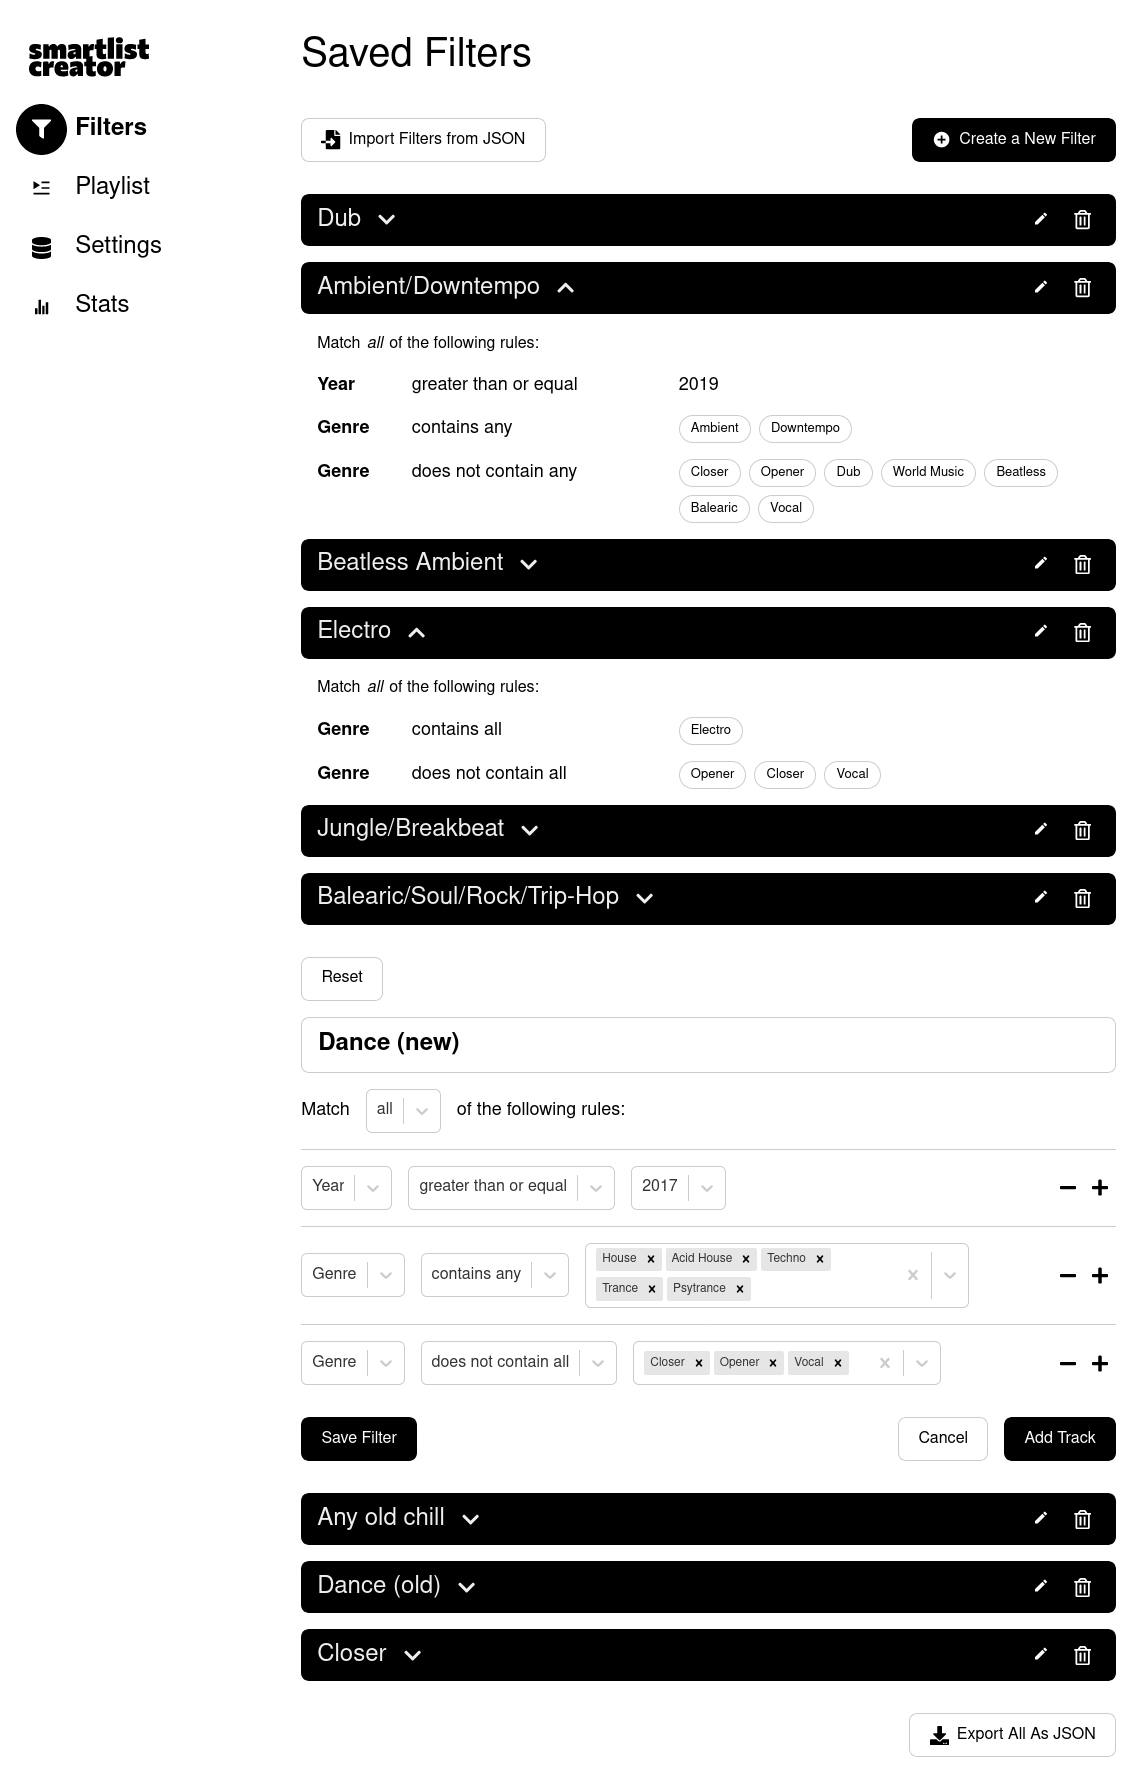 smartlist
creator
Filters
Playlist
Settings
Stats
Saved Filters
Import Filters from JSON
Create a New Filter
Dub
Ambient/Downtempo
Match all of the following rules:
Year greater than or equal 2019
Genre contains any Ambient Downtempo
Genre does not contain any Closer Opener Dub World Music Beatless
Balearic Vocal
Beatless Ambient
Electro
Match all of the following rules:
Genre contains all Electro
Genre does not contain all Opener Closer Vocal
Jungle/Breakbeat
Balearic/Soul/Rock/Trip-Hop
Reset
Dance (new)
Match all of the following rules:
Year greater than or equal 2017
Genre contains any House Acid House Techno
Trance Psytrance
Genre does not contain all Closer Opener Vocal
Save Filter Cancel Add Track
Any old chill
Dance (old)
Closer
Export All As JSON